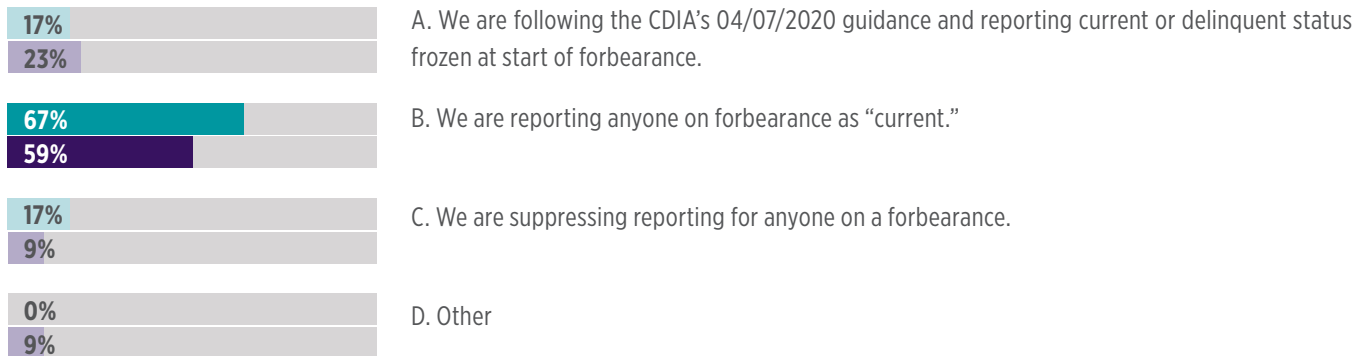 17%
A. We are following the CDIA’s 04/07/2020 guidance and reporting current or delinquent status
23%
frozen at start of forbearance.
67%
B. We are reporting anyone on forbearance as “current.”
59%
17%
C. We are suppressing reporting for anyone on a forbearance.
9%
0%
D. Other
9%